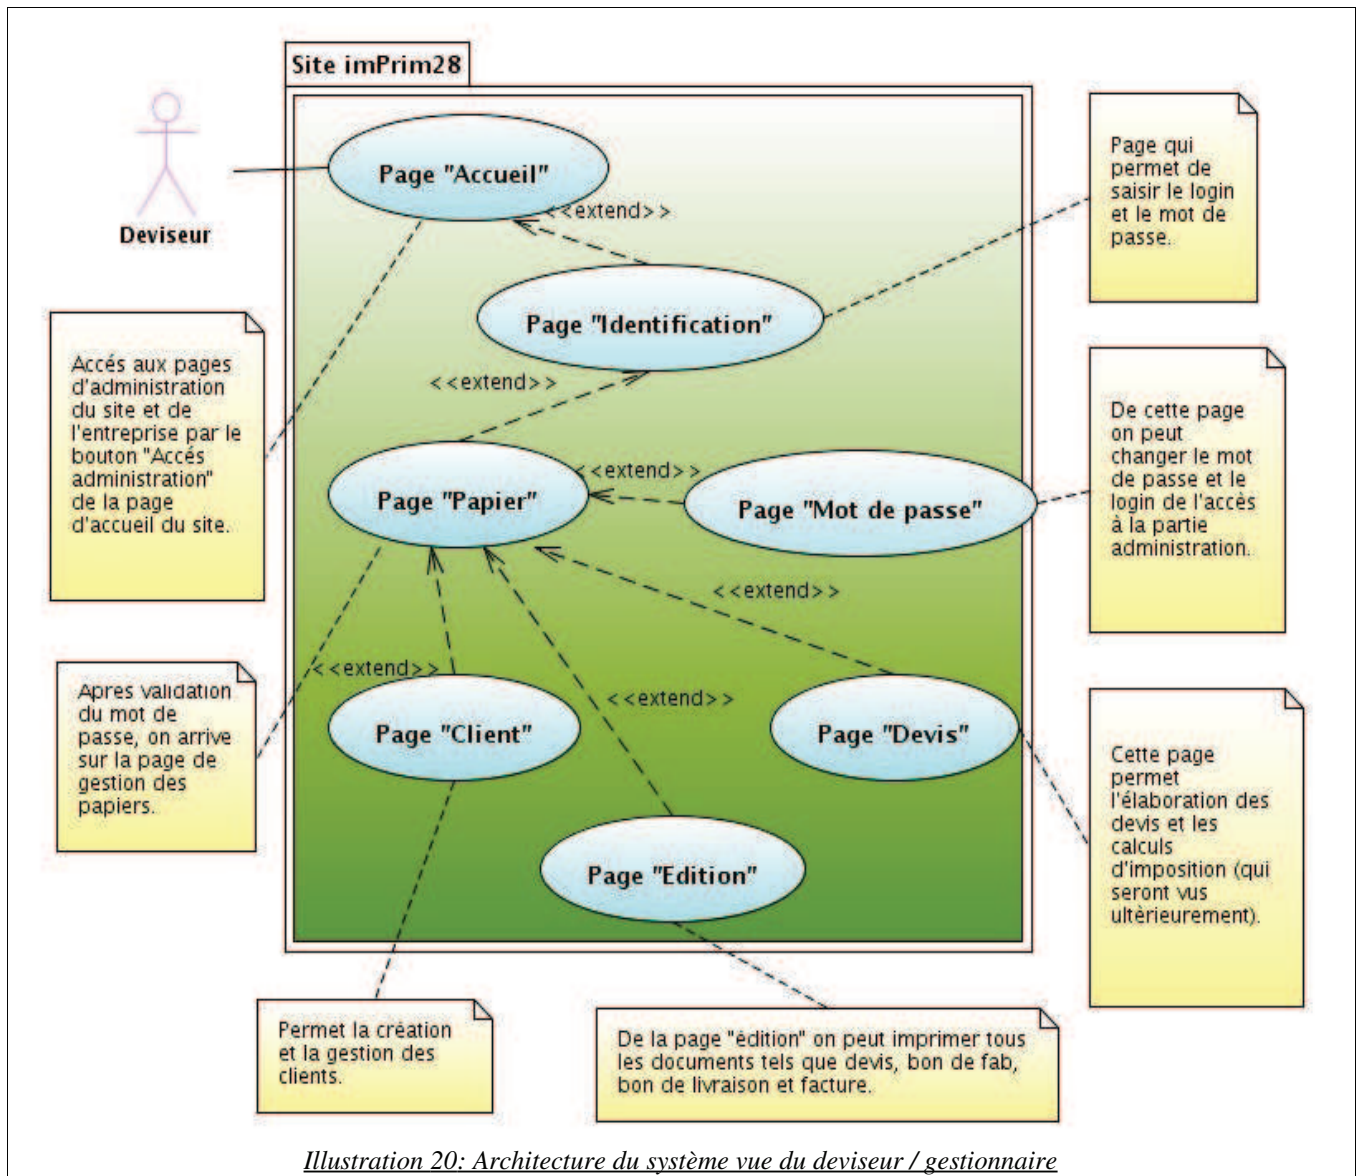 Site imPrim28
Page "Accueil"
Deviseur
<<extend>>
Page qui
permet de
saisir le login
et le mot de
passe.
Page "Identification"
Accés aux pages
d'administration
du site et de
l'entreprise par le
bouton "Accés
administration"
de la page
d'accueil du site.
<<extend>>
Page "Papier"
<<extend>>
Page "Mot de passe"
De cette page
on peut
changer le mot
de passe et le
login de l'accès
à la partie
administration.
<<extend>>
Apres validation
du mot de
passe, on arrive
sur la page de
gestion des
papiers.
<<extend>>
<<extend>>
Page "Client"
Page "Devis"
Cette page
permet
l'élaboration des
devis et les
calculs
d'imposition (qui
seront vus
ultèrieurement).
Page "Edition"
Permet la création
et la gestion des
clients.
De la page "édition" on peut imprimer tous
les documents tels que devis, bon de fab,
bon de livraison et facture.
Illustration 20: Architecture du système vue du deviseur / gestionnaire